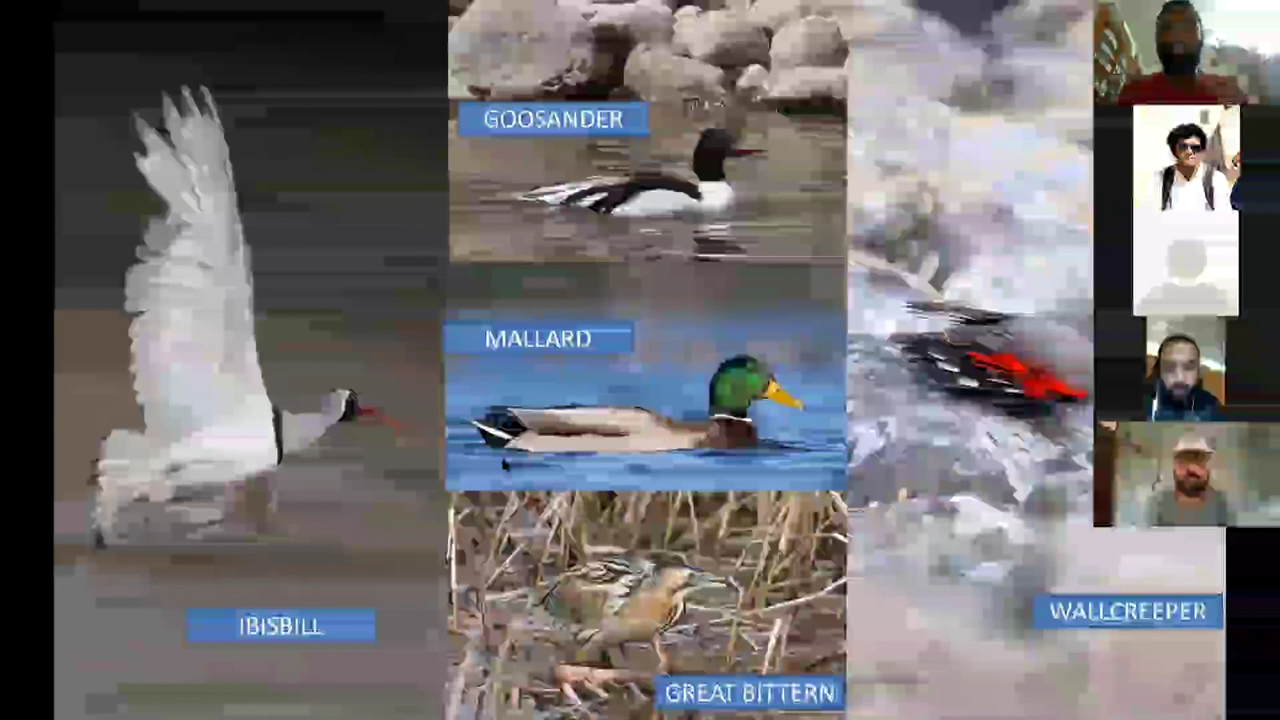 GOOSANDER
MALLARD
IBISBILL
WALLCREEPER
GREAT BITTERN